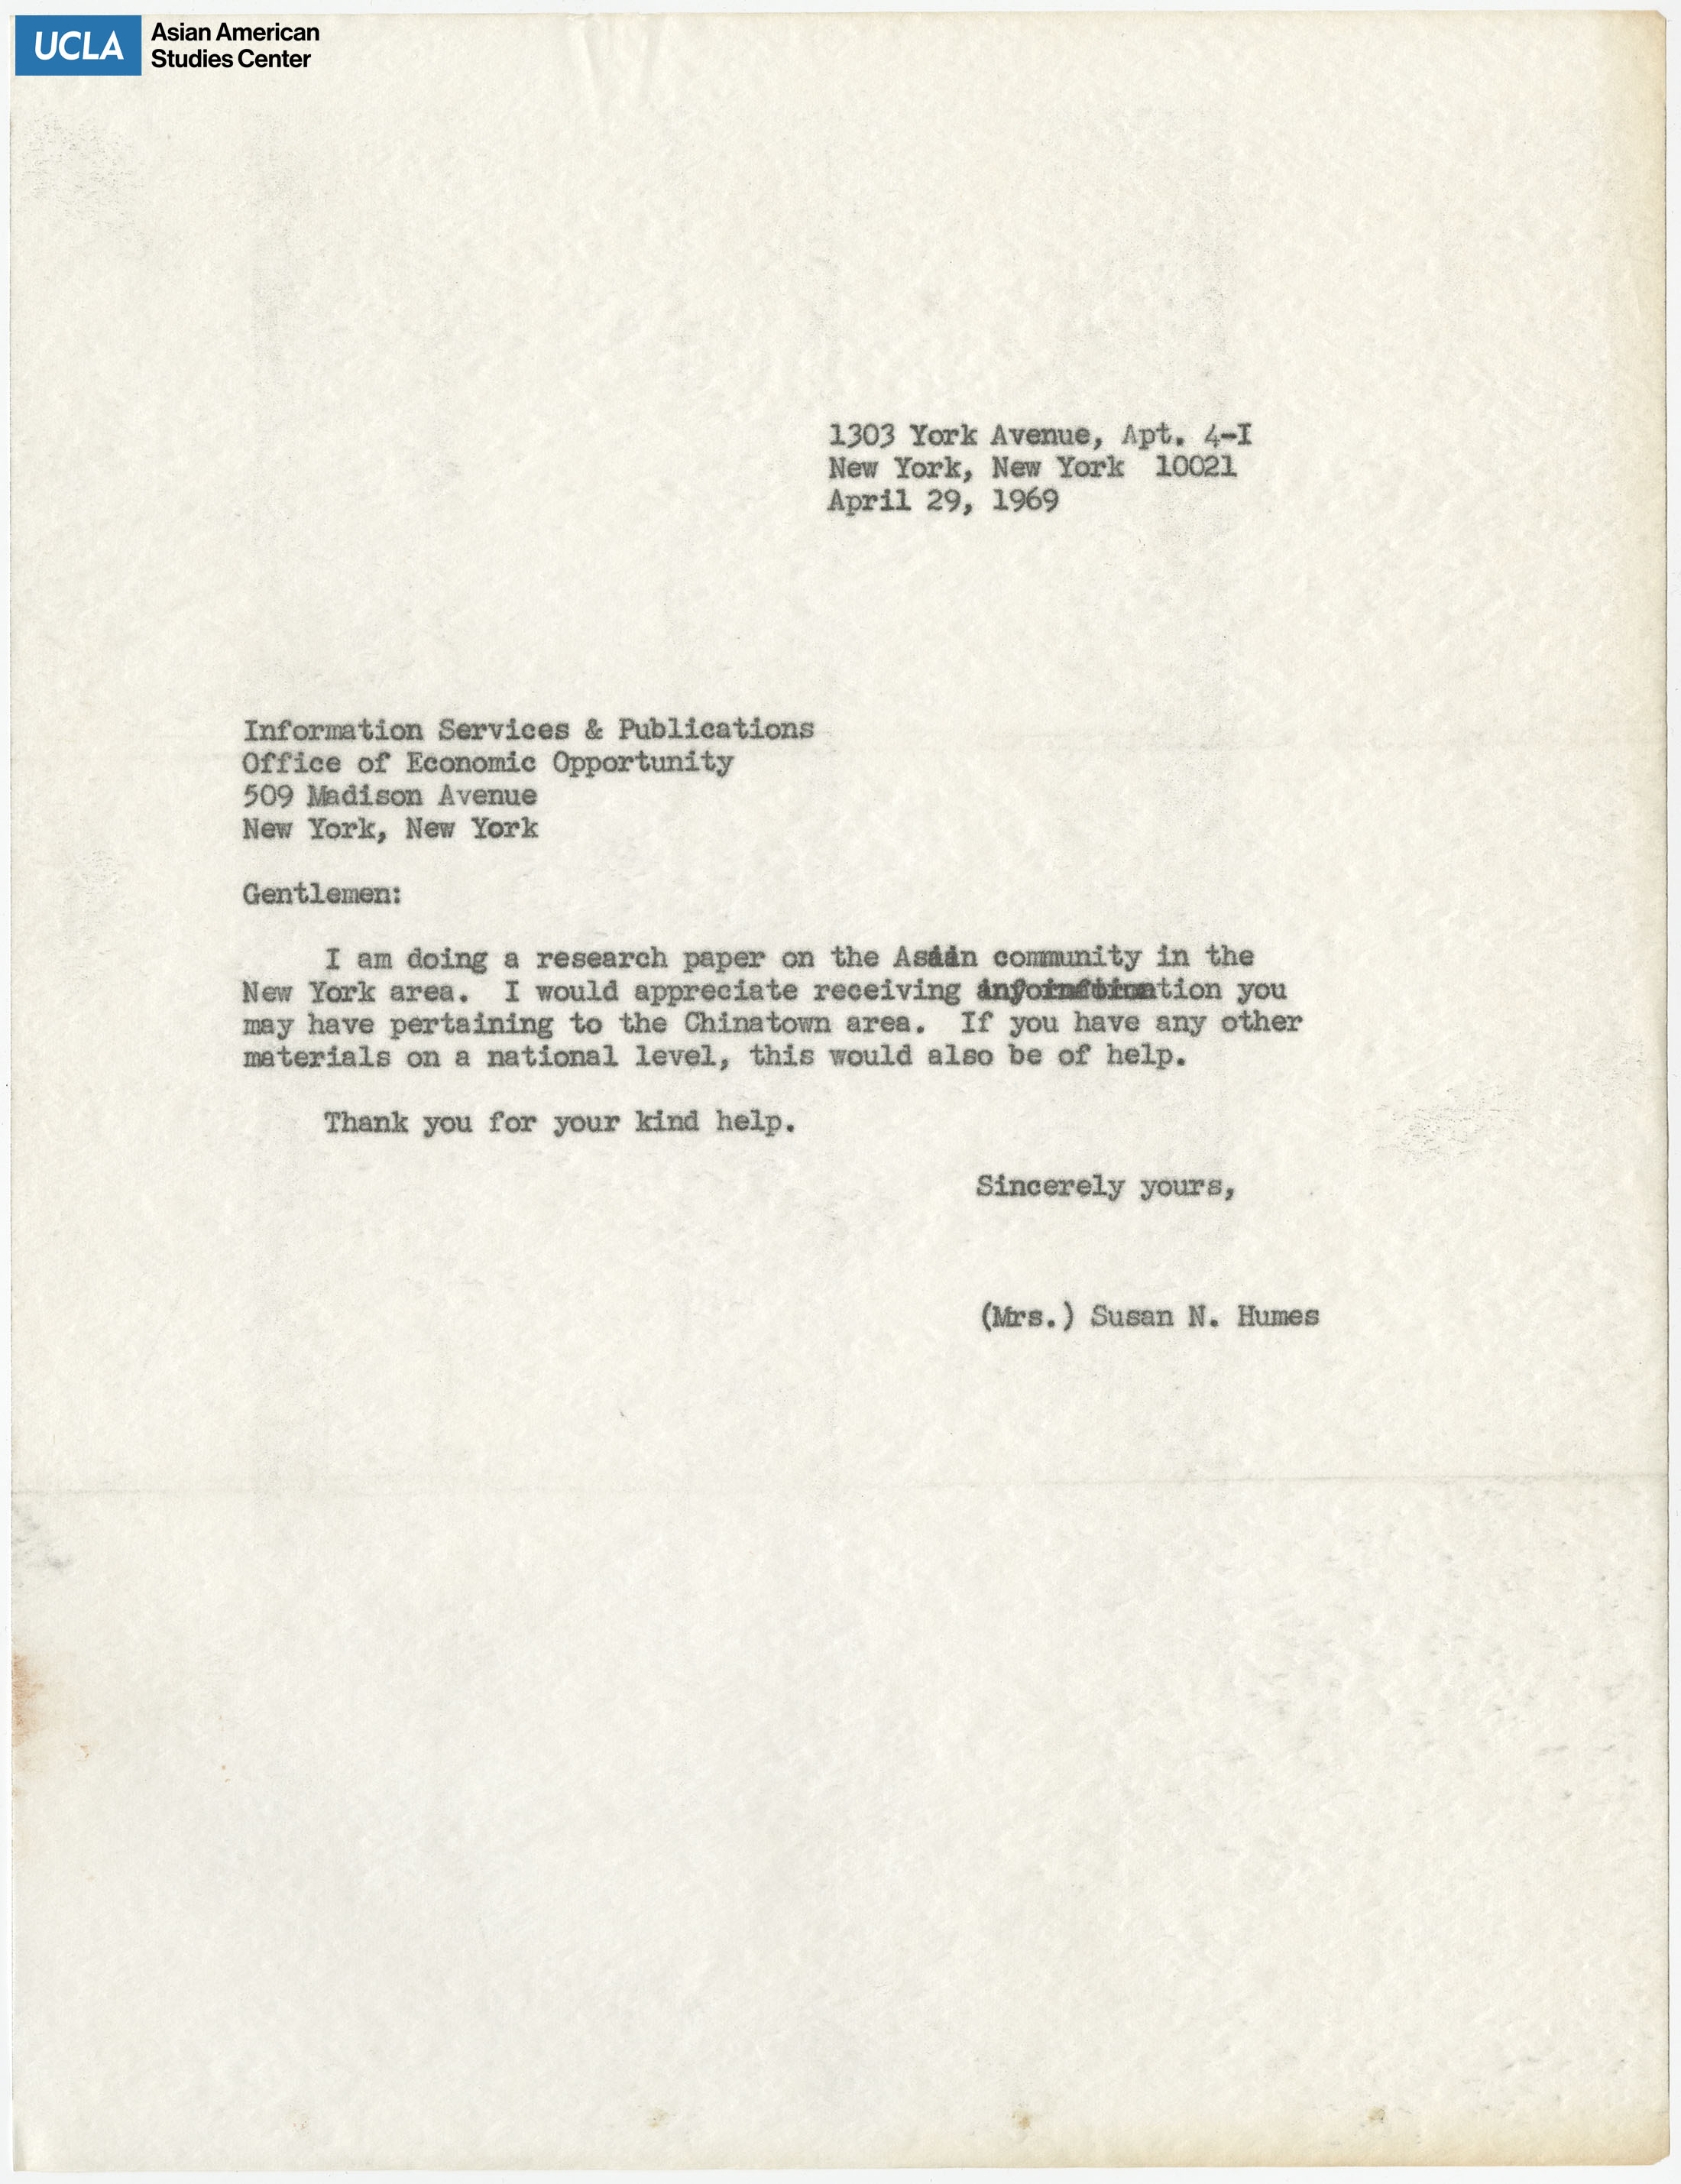 UCLA Asian American
Studies Center
1303 York Avenue, Apt. 4-I
New York, New York 10021
April 29, 1969
Information Services & Publications
Office of Economic Opportunity
509 Madison Avenue
New York, New York
Gentlemen:
I am doing a research paper on the Asian community in the
New York area. I would appreciate receiving you
may have pertaining to the Chinatown area. If you have any other
materials on a national level, this would also be of help.
Thank you for your kind help.
Sincerely yours,
(Mrs.) Susan N. Humes